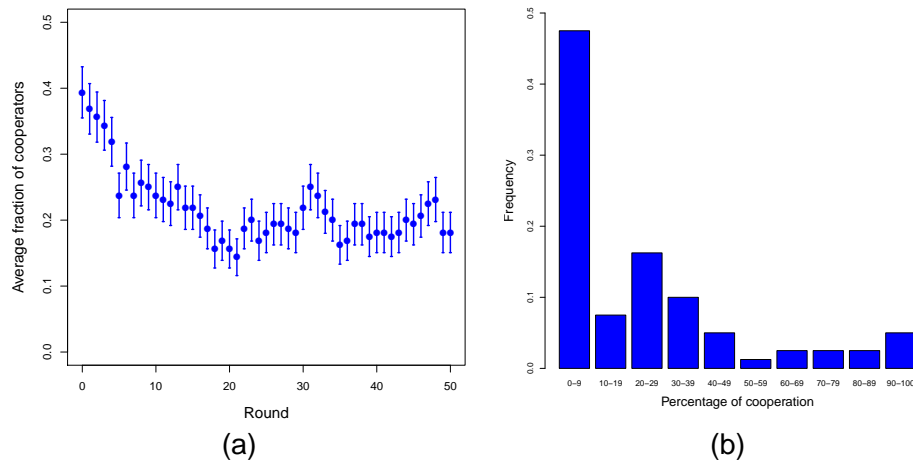 0.5
0.4
0.3
0.2
0.1
0.0
Average fraction of cooperators
0 10 20 30 40 50
Round
(a)
0.5
0.4
0.3
0.2
0.1
0.0
Frequency
0−9 10−19 20−29 30−39 40−49 50−59 60−69 70−79 80−89 90−100
Percentage of cooperation
(b)